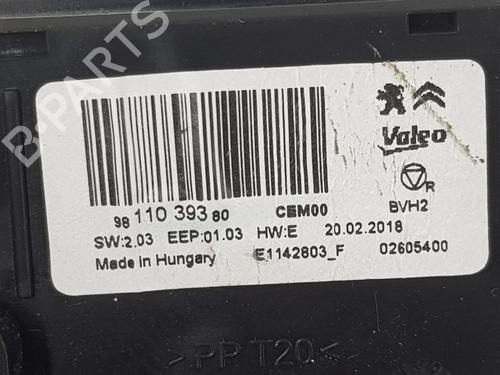 B-PARTS
Valeo
R
98 110 393 80 CEM00 BVH2
SW:2.03 EEP:01.03 HW:E 20.02.2018
Made in Hungary E1142803_F 02605400
>PP T20<